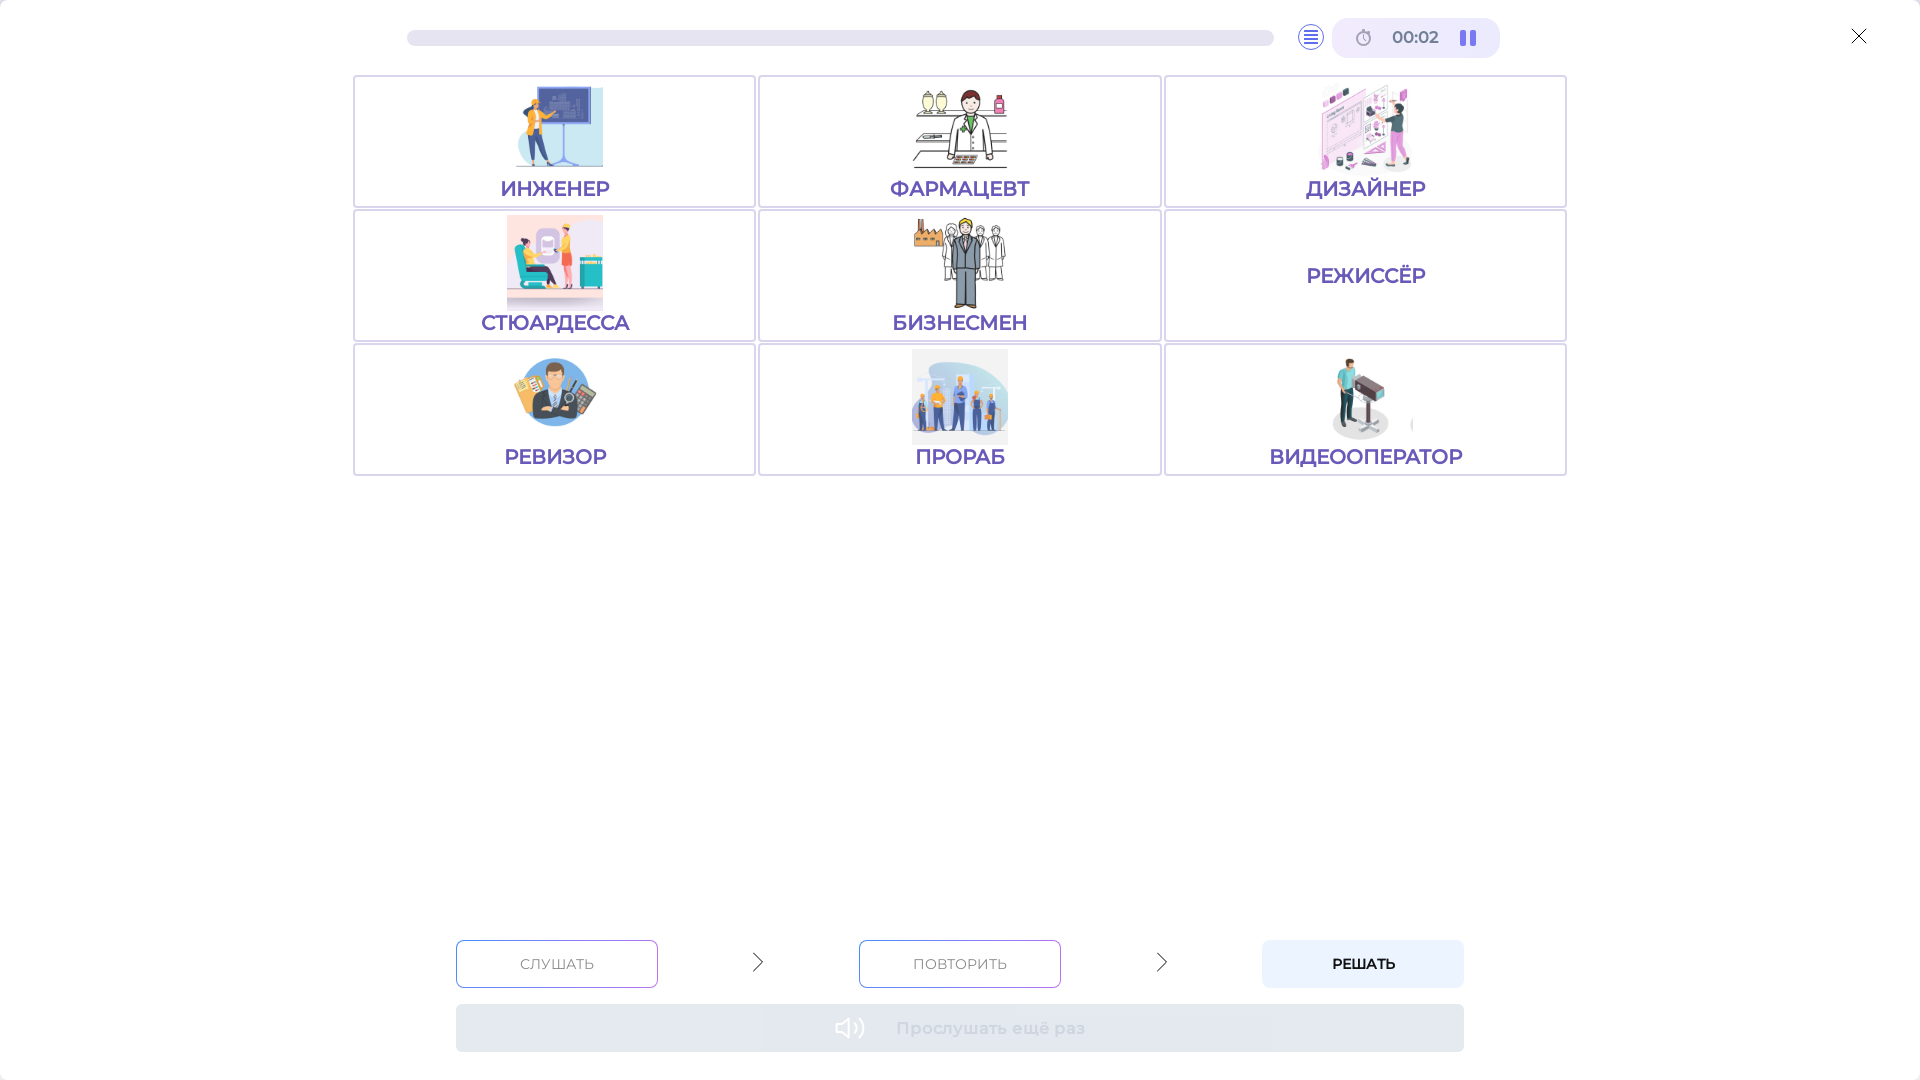 00:02
ИНЖЕНЕР
ФАРМАЦЕВТ
ДИЗАЙНЕР
СТЮАРДЕССА
БИЗНЕСМЕН
РЕЖИССЁР
РЕВИЗОР
ПРОРАБ
ВИДЕООПЕРАТОР
СЛУШАТЬ
ПОВТОРИТЬ
РЕШАТЬ
Прослушать ещё раз